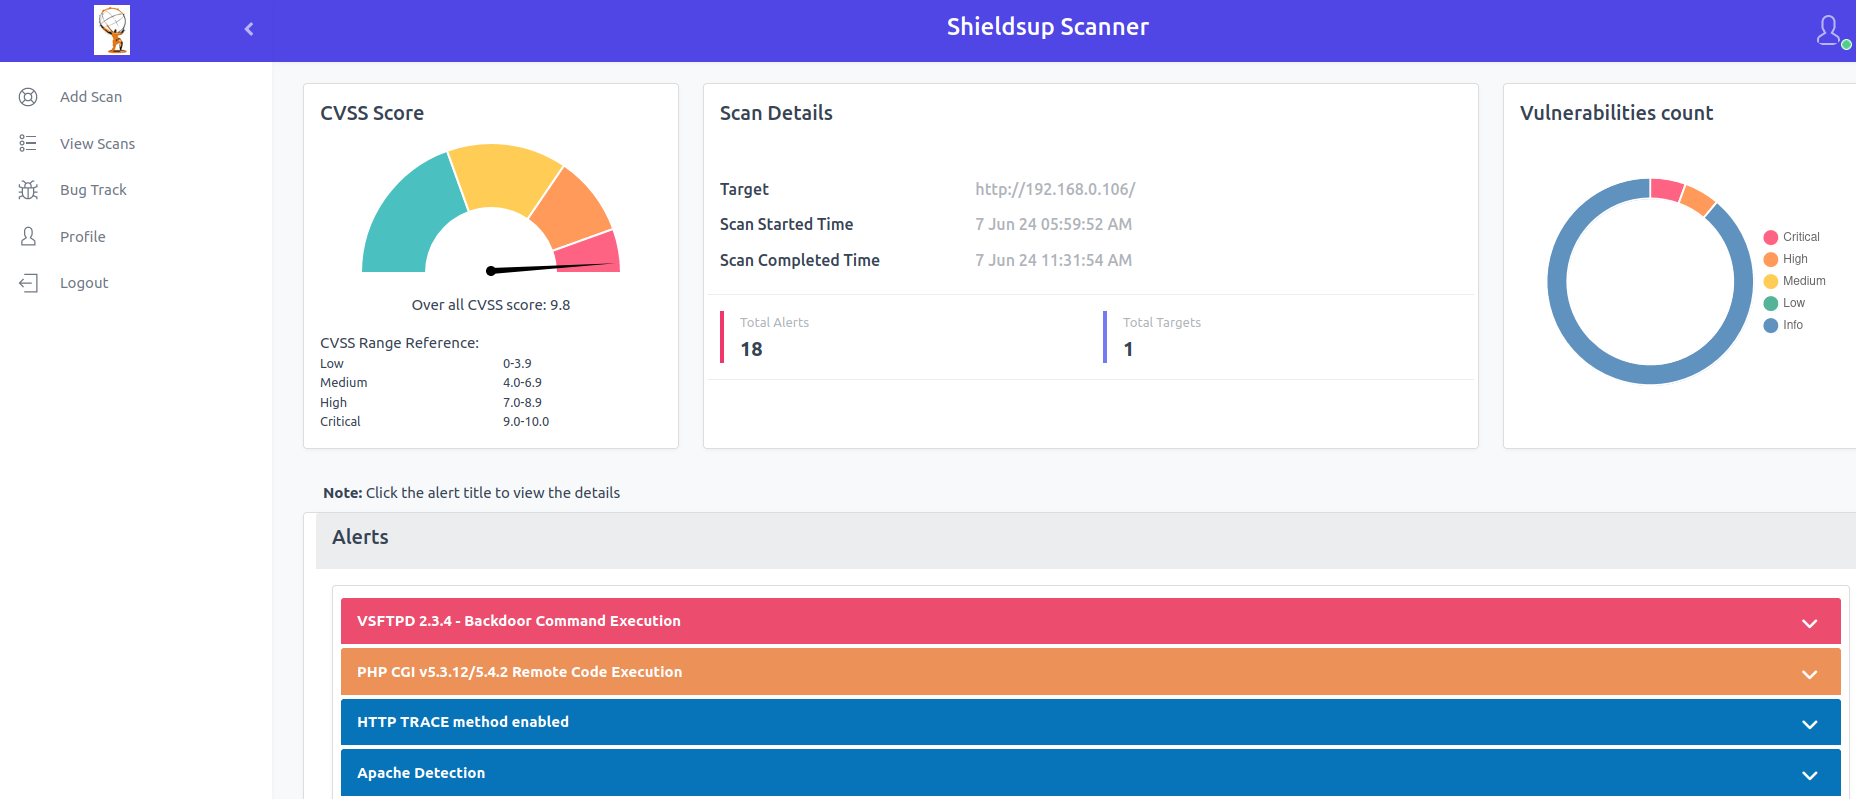 Shieldsup Scanner
Add Scan
View Scans
Bug Track
Profile
Logout
CVSS Score
Over all CVSS score: 9.8
CVSS Range Reference:
Low 0-3.9
Medium 4.0-6.9
High 7.0-8.9
Critical 9.0-10.0
Scan Details
Target http://192.168.0.106/
Scan Started Time 7 Jun 24 05:59:52 AM
Scan Completed Time 7 Jun 24 11:31:54 AM
Total Alerts
18
Total Targets
1
Vulnerabilities count
Critical
High
Medium
Low
Info
Note: Click the alert title to view the details
Alerts
VSFTPD 2.3.4 - Backdoor Command Execution
PHP CGI v5.3.12/5.4.2 Remote Code Execution
HTTP TRACE method enabled
Apache Detection